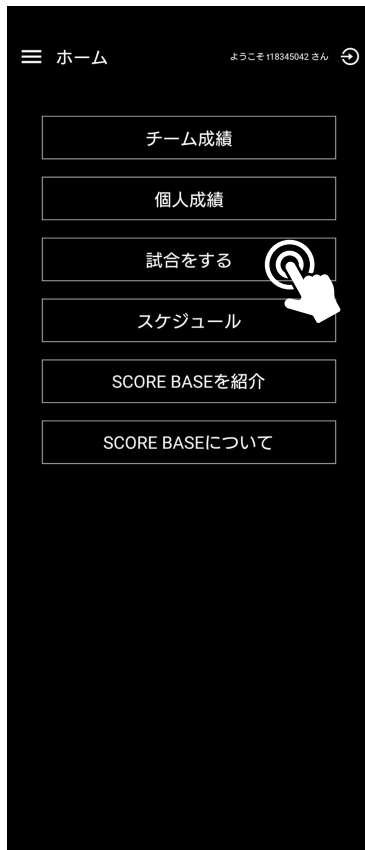 ホーム
ようこそ t18345042 さん
チーム成績
個人成績
試合をする
スケジュール
SCORE BASEを紹介
SCORE BASEについて